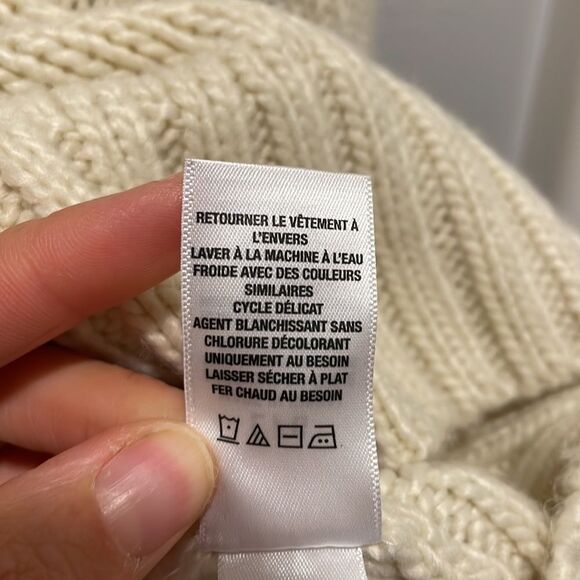 RETOURNER LE VÊTEMENT À
L'ENVERS
LAVER À LA MACHINE À L'EAU
FROIDE AVEC DES COULEURS
SIMILAIRES
CYCLE DÉLICAT
AGENT BLANCHISSANT SANS
CHLORURE DÉCOLORANT
UNIQUEMENT AU BESOIN
LAISSER SÉCHER À PLAT
FER CHAUD AU BESOIN